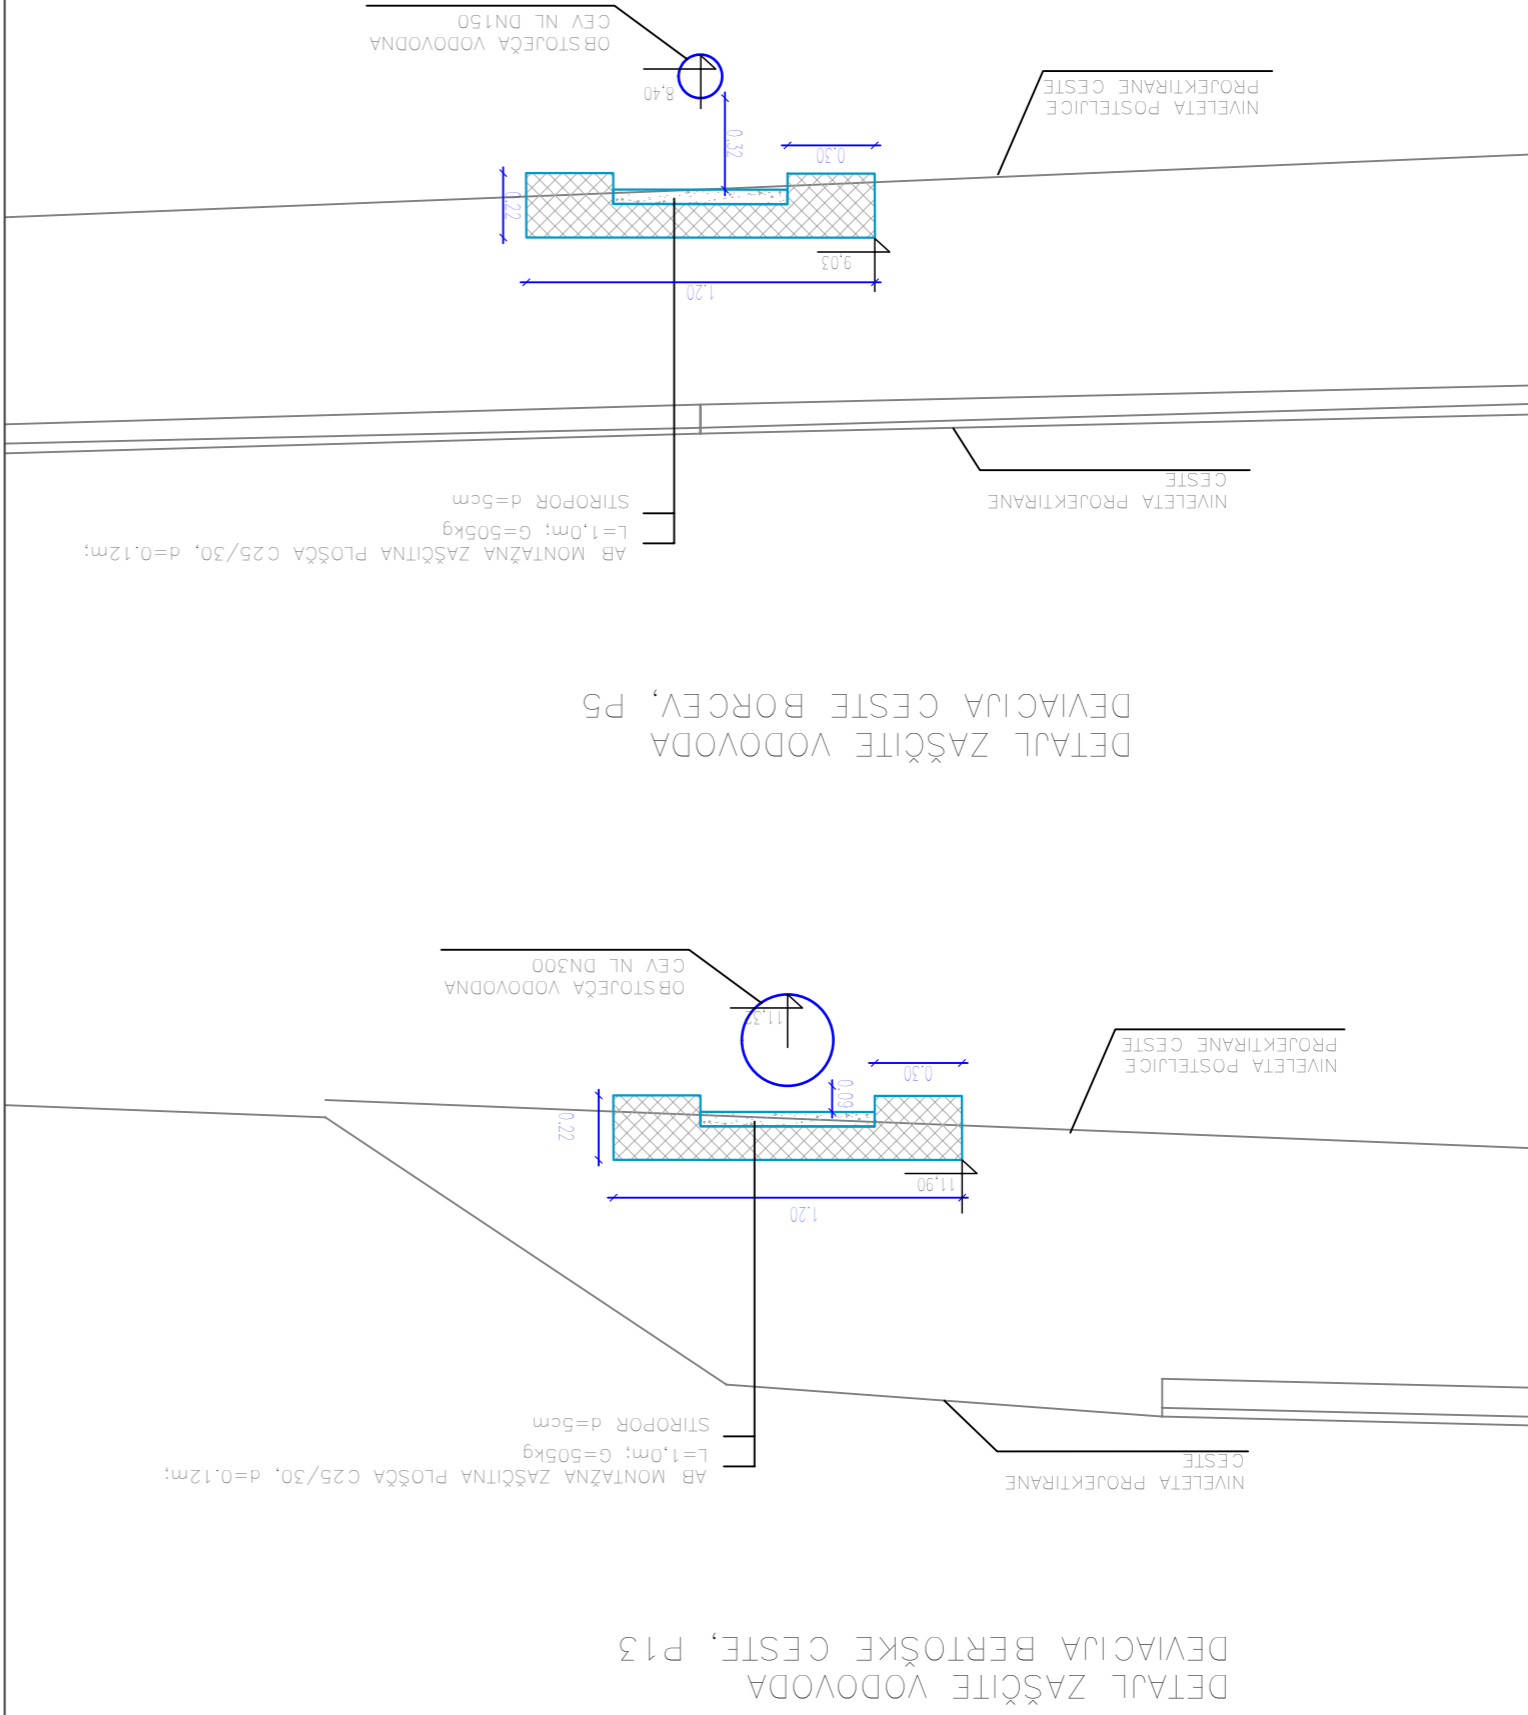 DETAJL ZAŠČITE VODOVODA
DEVIACIJA BERTOŠKE CESTE, P13
NIVELETA PROJEKTIRANE
CESTE
AB MONTAŽNA ZAŠČITNA PLOŠČA C25/30, d=0.12m;
L=1,0m; G=505kg
STIROPOR d=5cm
1.20
11,90
0.22
0.09
0.30
NIVELETA POSTELJICE
PROJEKTIRANE CESTE
11,32
OBSTOJEČA VODOVODNA
CEV NL DN300
DETAJL ZAŠČITE VODOVODA
DEVIACIJA CESTE BORCEV, P5
AB MONTAŽNA ZAŠČITNA PLOŠČA C25/30, d=0.12m;
L=1,0m; G=505kg
STIROPOR d=5cm
NIVELETA PROJEKTIRANE
CESTE
1.20
9,03
0.22
0.32
0.30
NIVELETA POSTELJICE
PROJEKTIRANE CESTE
8,40
OBSTOJEČA VODOVODNA
CEV NL DN150